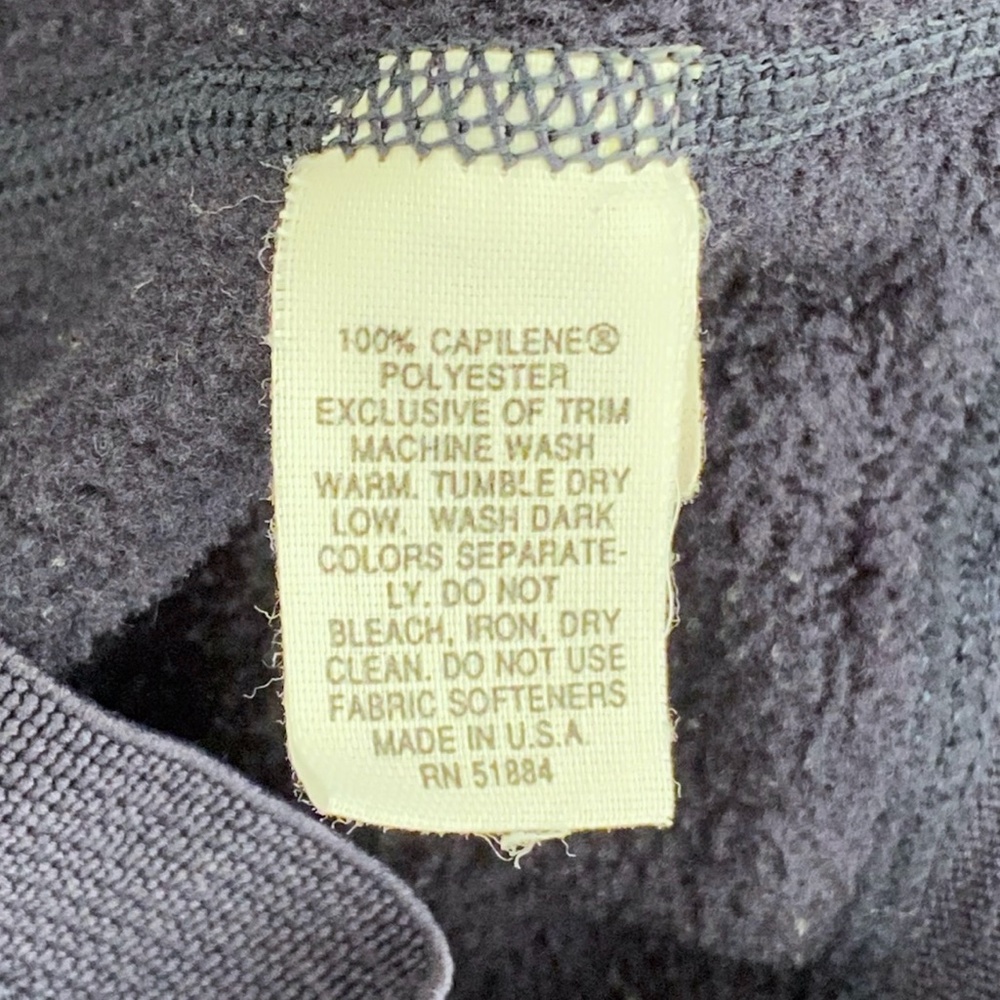 100% CAPILENE®
POLYESTER
EXCLUSIVE OF TRIM
MACHINE WASH
WARM. TUMBLE DRY
LOW. WASH DARK
COLORS SEPARATE-
LY. DO NOT
BLEACH, IRON, DRY
CLEAN. DO NOT USE
FABRIC SOFTENERS
MADE IN U.S.A.
RN 51884